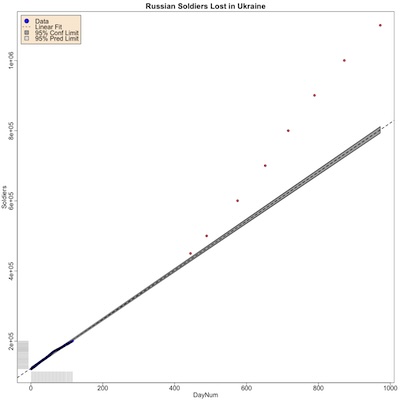 Russian Soldiers Lost in Ukraine
Data
Linear Fit
95% Conf Limit
95% Pred Limit
1e+06
8e+05
6e+05
4e+05
2e+05
Soldiers
0 200 400 600 800 1000
DayNum